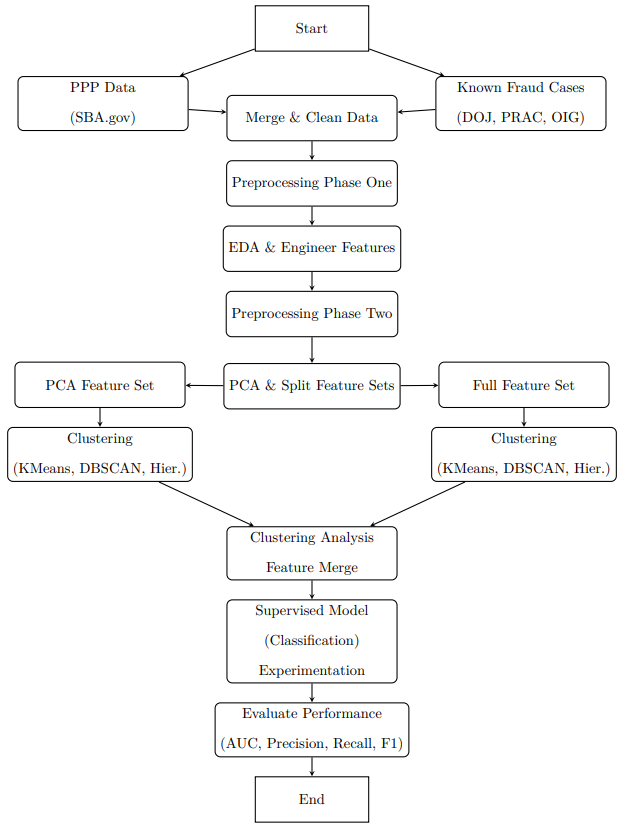 Start
PPP Data
(SBA.gov)
Known Fraud Cases
(DOJ, PRAC, OIG)
Merge & Clean Data
Preprocessing Phase One
EDA & Engineer Features
Preprocessing Phase Two
PCA Feature Set
PCA & Split Feature Sets
Full Feature Set
Clustering
(KMeans, DBSCAN, Hier.)
Clustering
(KMeans, DBSCAN, Hier.)
Clustering Analysis
Feature Merge
Supervised Model
(Classification)
Experimentation
Evaluate Performance
(AUC, Precision, Recall, F1)
End